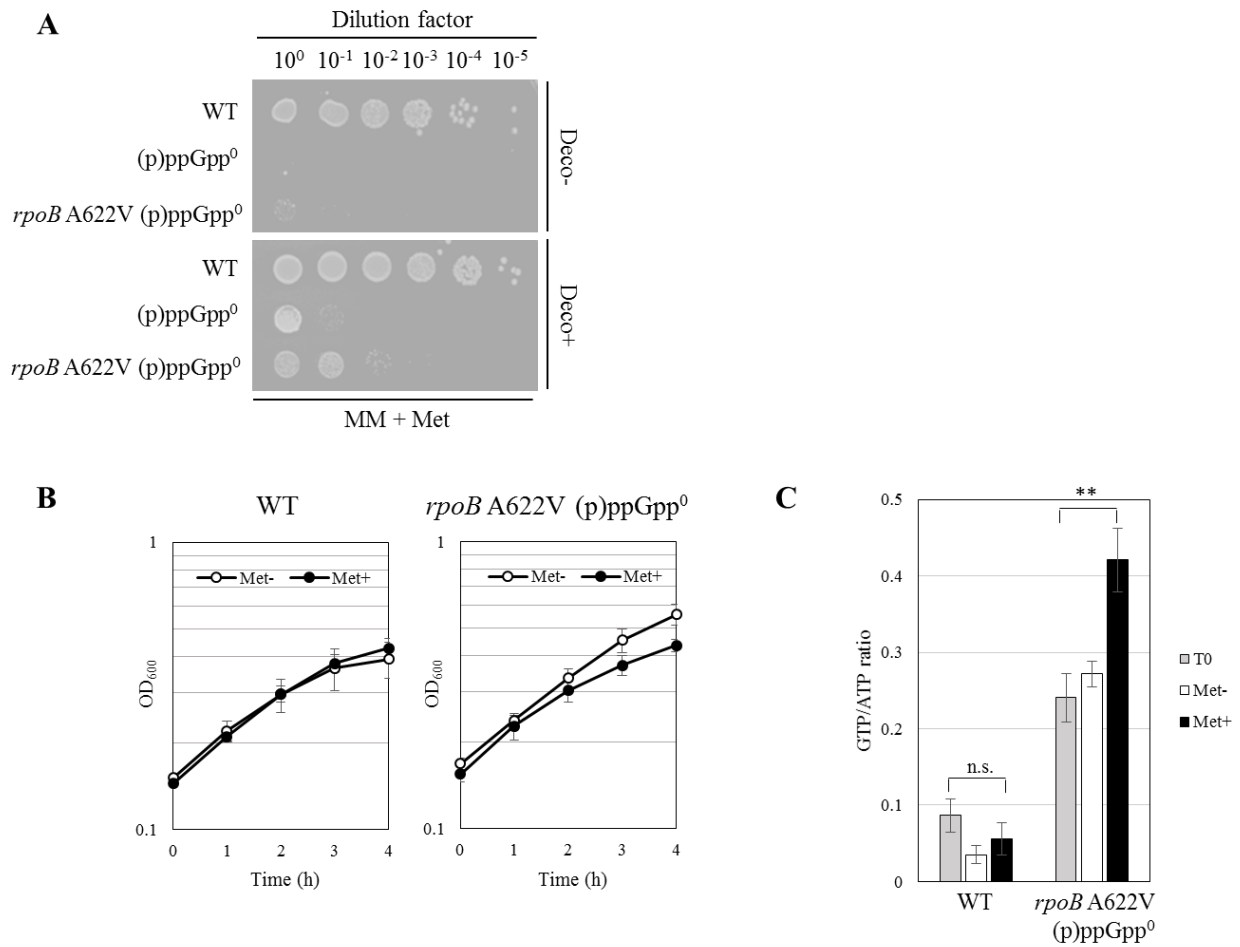 A
Dilution factor
10⁰ 10⁻¹ 10⁻² 10⁻³ 10⁻⁴ 10⁻⁵
WT
(p)ppGpp⁰
rpoB A622V (p)ppGpp⁰
Deco-
WT
(p)ppGpp⁰
rpoB A622V (p)ppGpp⁰
Deco+
MM + Met
B
WT
1
Met- Met+
OD₆₀₀
0.1
0 1 2 3 4
Time (h)
rpoB A622V (p)ppGpp⁰
1
Met- Met+
OD₆₀₀
0.1
0 1 2 3 4
Time (h)
C
0.5
0.4
0.3
0.2
0.1
0
GTP/ATP ratio
n.s.
**
WT
rpoB A622V
(p)ppGpp⁰
T0
Met-
Met+